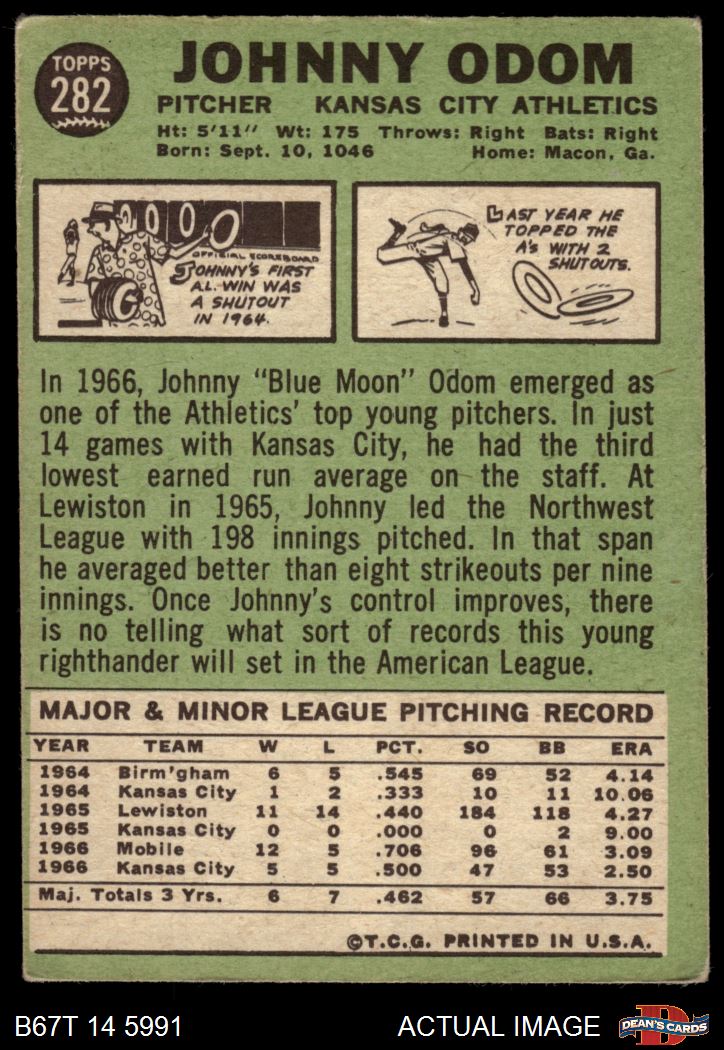 TOPPS
282
JOHNNY ODOM
PITCHER KANSAS CITY ATHLETICS
Ht: 5'11" Wt: 175 Throws: Right Bats: Right
Born: Sept. 10, 1046 Home: Macon, Ga.
OFFICIAL SCOREBOARD
JOHNNY'S FIRST
A.L. WIN WAS
A SHUTOUT
IN 1964.
LAST YEAR HE
TOPPED THE
A's WITH 2
SHUTOUTS.
In 1966, Johnny "Blue Moon" Odom emerged as
one of the Athletics' top young pitchers. In just
14 games with Kansas City, he had the third
lowest earned run average on the staff. At
Lewiston in 1965, Johnny led the Northwest
League with 198 innings pitched. In that span
he averaged better than eight strikeouts per nine
innings. Once Johnny's control improves, there
is no telling what sort of records this young
righthander will set in the American League.
MAJOR & MINOR LEAGUE PITCHING RECORD
YEAR TEAM W L PCT. SO BB ERA
1964 Birm'gham 6 5 .545 69 52 4.14
1964 Kansas City 1 2 .333 10 11 10.06
1965 Lewiston 11 14 .440 184 118 4.27
1965 Kansas City 0 0 .000 0 2 9.00
1966 Mobile 12 5 .706 96 61 3.09
1966 Kansas City 5 5 .500 47 53 2.50
Maj. Totals 3 Yrs. 6 7 .462 57 66 3.75
©T.C.G. PRINTED IN U.S.A.
B67T 14 5991 ACTUAL IMAGE
D
DEAN'S CARDS